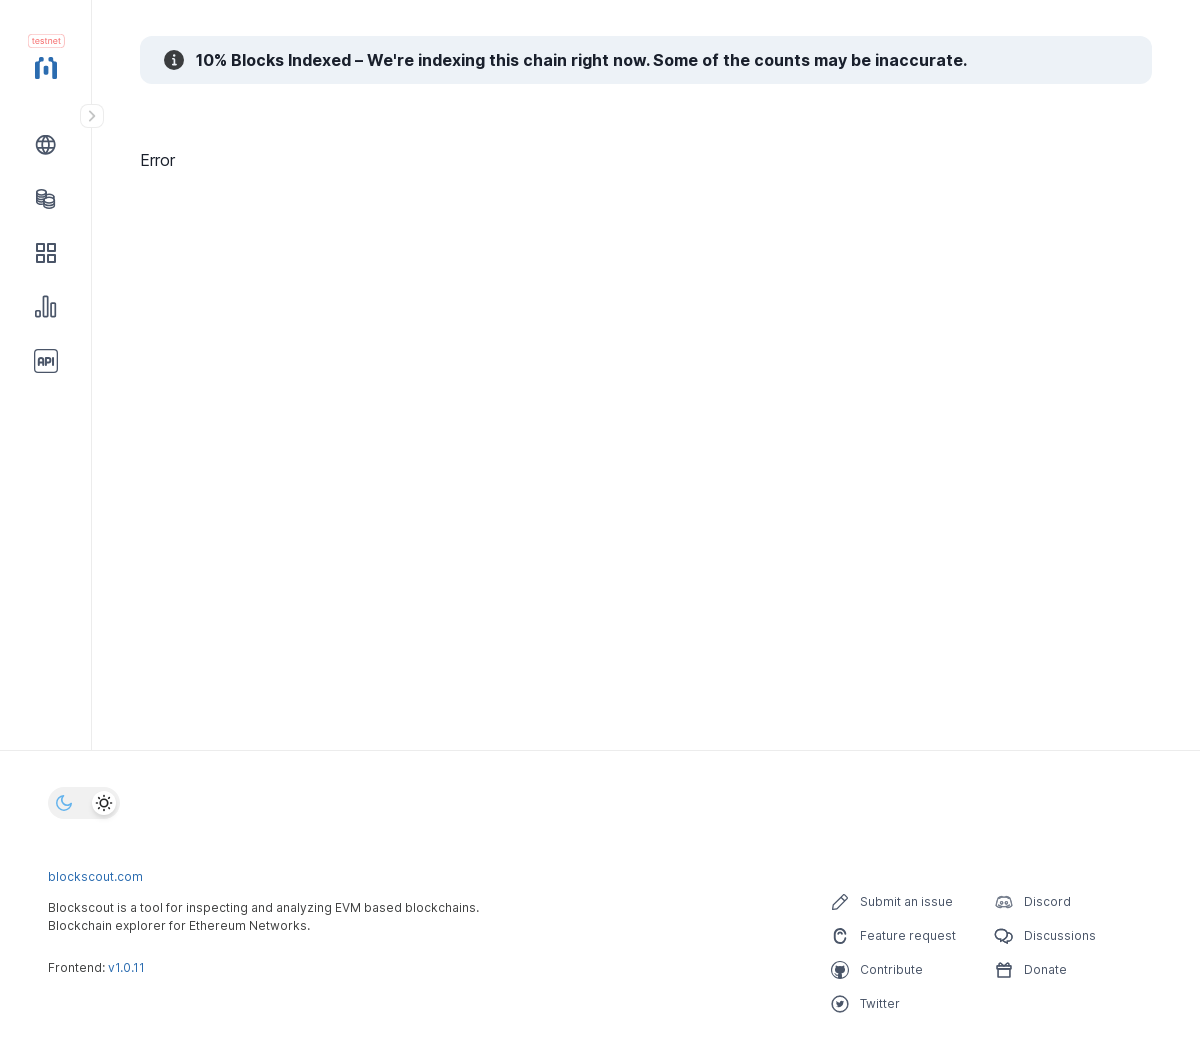 testnet
10% Blocks Indexed – We're indexing this chain right now. Some of the counts may be inaccurate.
Error
API
blockscout.com
Blockscout is a tool for inspecting and analyzing EVM based blockchains.
Blockchain explorer for Ethereum Networks.
Frontend: v1.0.11
Submit an issue
Feature request
Contribute
Twitter
Discord
Discussions
Donate